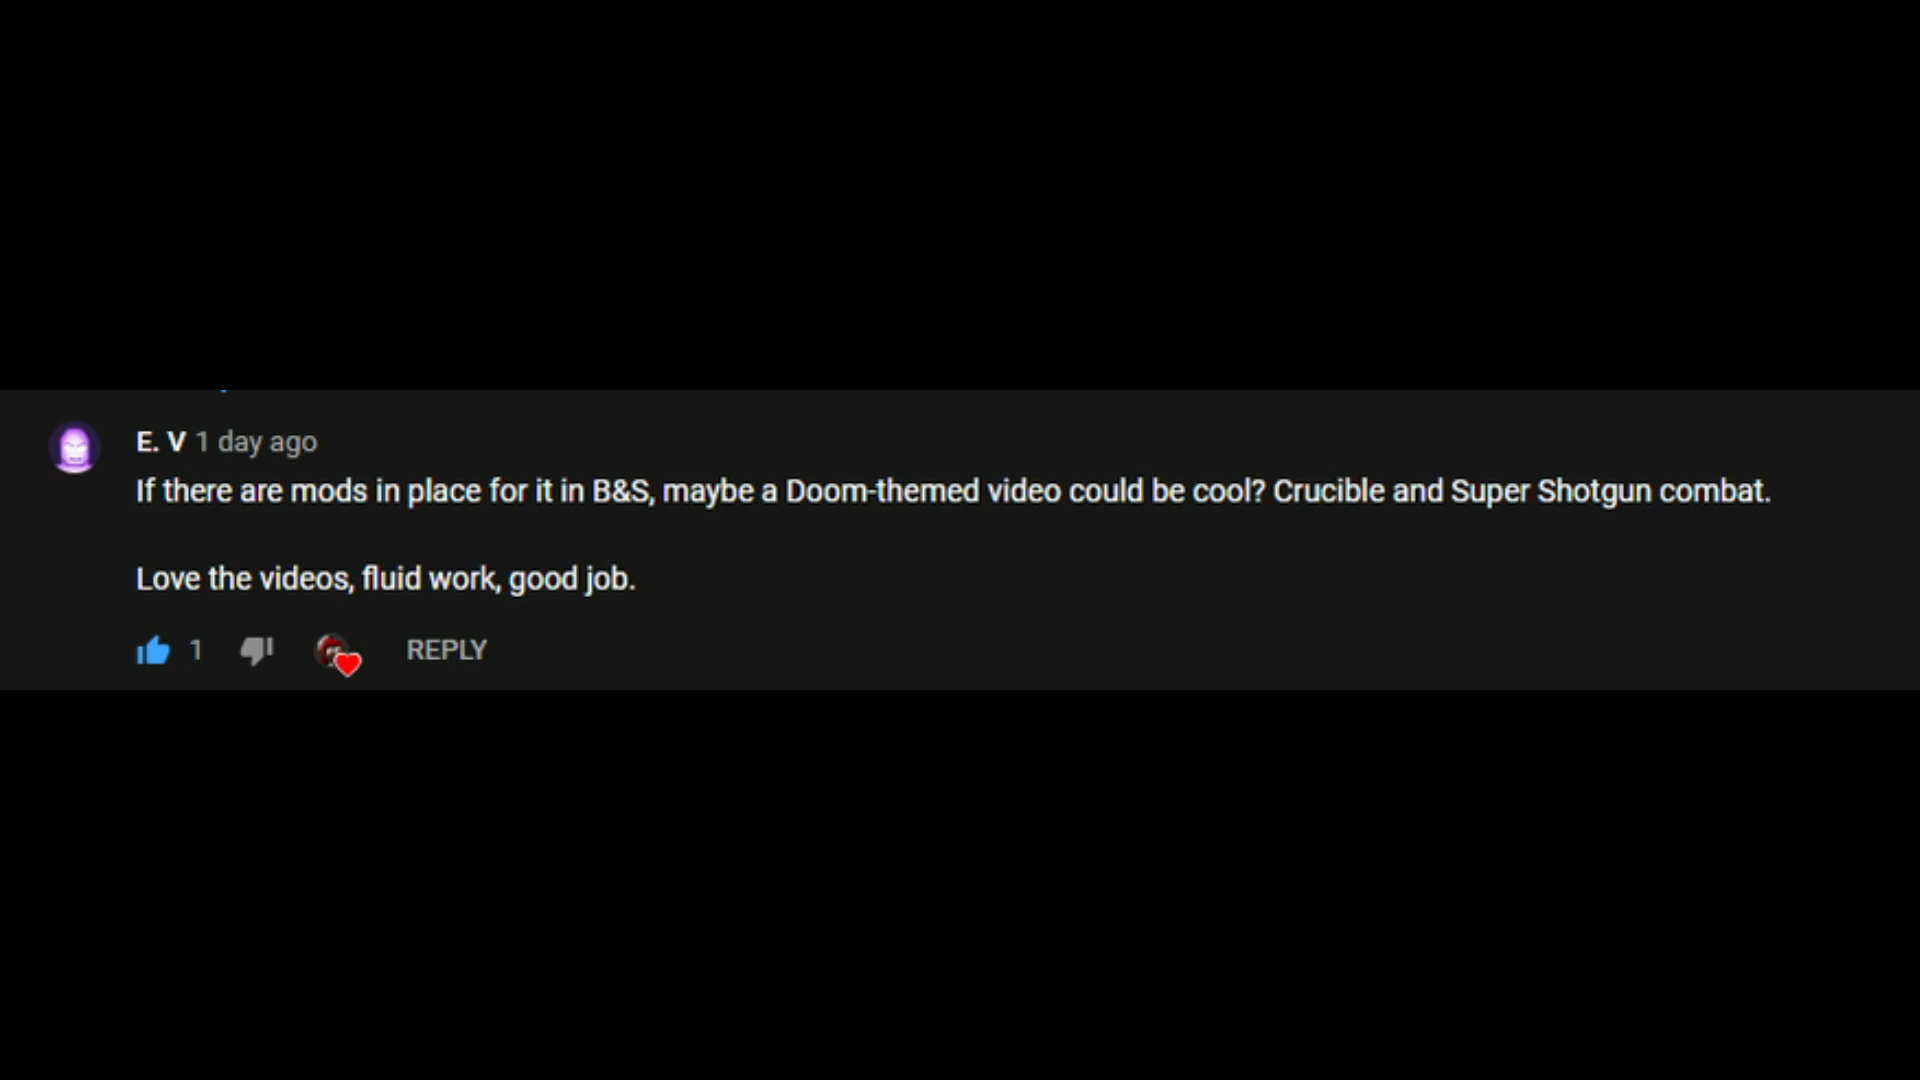 E. V 1 day ago
If there are mods in place for it in B&S, maybe a Doom-themed video could be cool? Crucible and Super Shotgun combat.
Love the videos, fluid work, good job.
1 REPLY